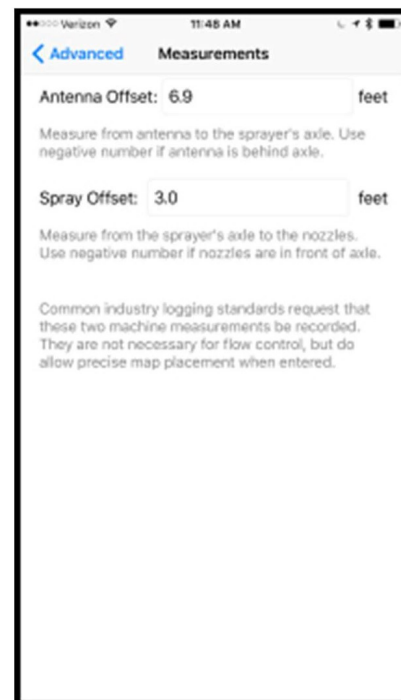 Verizon 11:48 AM
Advanced Measurements
Antenna Offset: 6.9 feet
Measure from antenna to the sprayer's axle. Use
negative number if antenna is behind axle.
Spray Offset: 3.0 feet
Measure from the sprayer's axle to the nozzles.
Use negative number if nozzles are in front of axle.
Common industry logging standards request that
these two machine measurements be recorded.
They are not necessary for flow control, but do
allow precise map placement when entered.